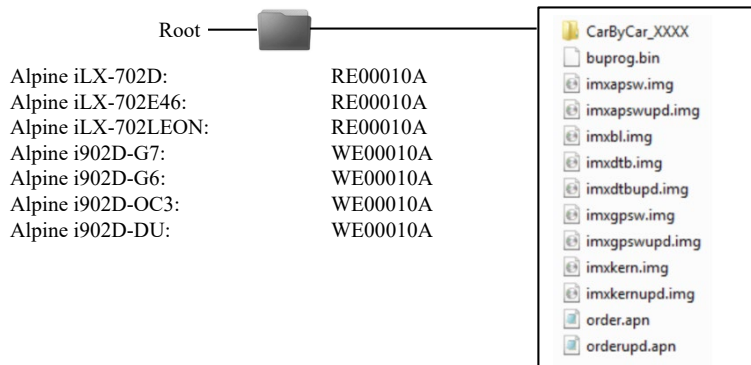 Root
Alpine iLX-702D: RE00010A
Alpine iLX-702E46: RE00010A
Alpine iLX-702LEON: RE00010A
Alpine i902D-G7: WE00010A
Alpine i902D-G6: WE00010A
Alpine i902D-OC3: WE00010A
Alpine i902D-DU: WE00010A
CarByCar_XXXX
buprog.bin
imxapsw.img
imxapswupd.img
imxbl.img
imxdtb.img
imxdtbupd.img
imxgpsw.img
imxgpswupd.img
imxkern.img
imxkernupd.img
order.apn
orderupd.apn